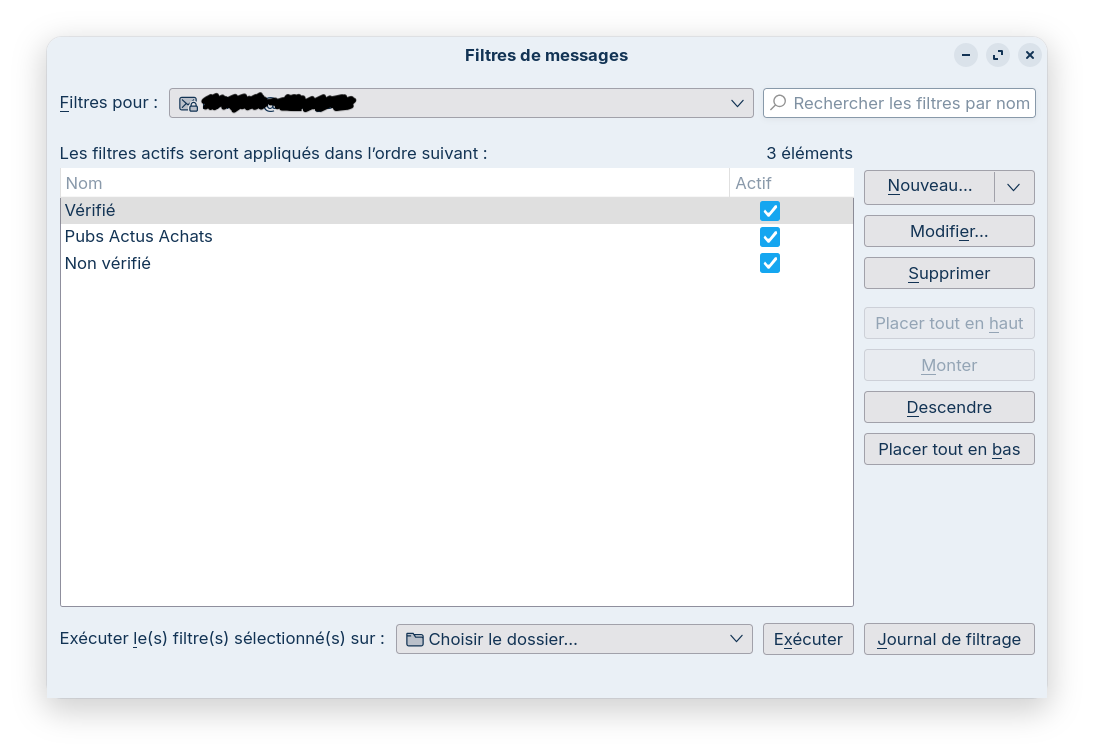 Filtres de messages
Filtres pour :
@
Rechercher les filtres par nom
Les filtres actifs seront appliqués dans l’ordre suivant :
3 éléments
Nom
Actif
Vérifié
Pubs Actus Achats
Non vérifié
Nouveau…
Modifier…
Supprimer
Placer tout en haut
Monter
Descendre
Placer tout en bas
Exécuter le(s) filtre(s) sélectionné(s) sur :
Choisir le dossier…
Exécuter
Journal de filtrage